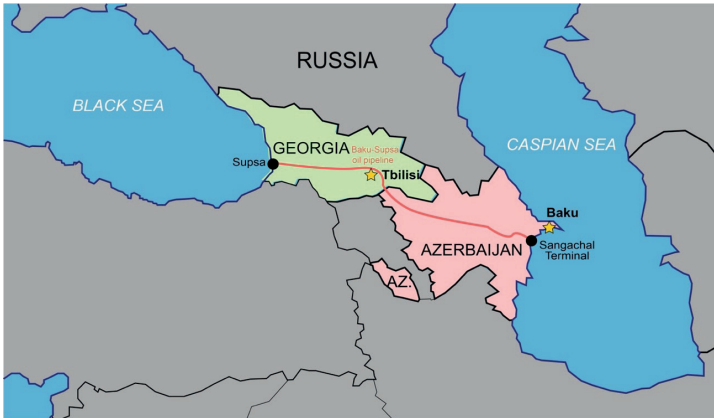 RUSSIA
BLACK SEA
GEORGIA
CASPIAN SEA
Baku-Supsa
oil pipeline
Supsa
Tbilisi
Baku
AZERBAIJAN
Sangachal
Terminal
AZ.